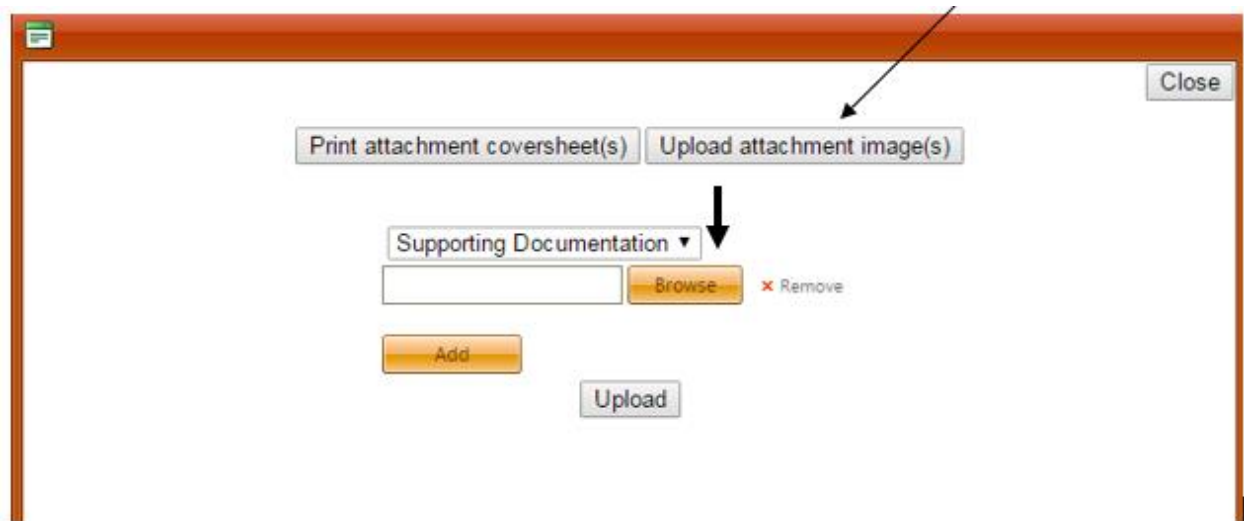 Close
Print attachment coversheet(s) Upload attachment image(s)
Supporting Documentation
Browse × Remove
Add
Upload